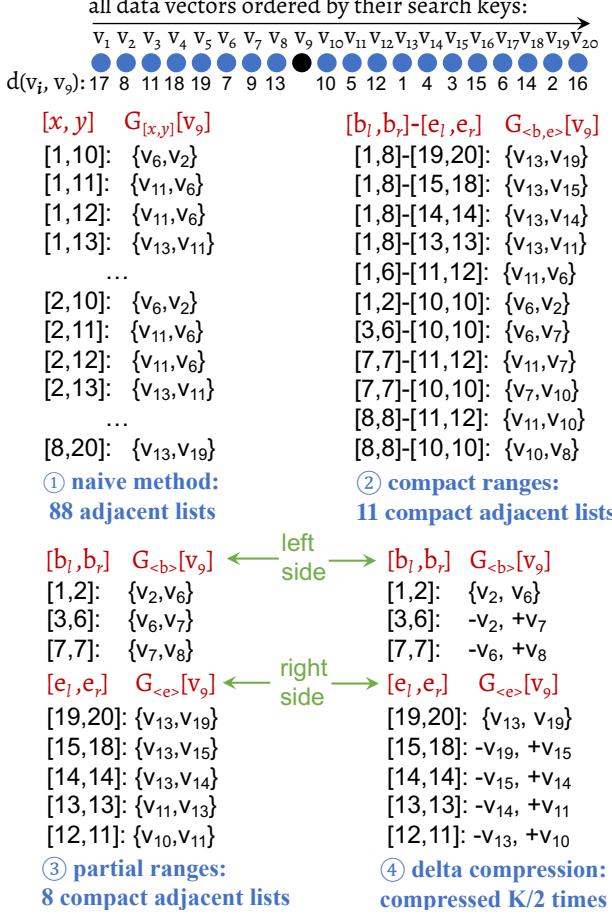 all data vectors ordered by their search keys:
v₁ v₂ v₃ v₄ v₅ v₆ v₇ v₈ v₉ v₁₀ v₁₁ v₁₂ v₁₃ v₁₄ v₁₅ v₁₆ v₁₇ v₁₈ v₁₉ v₂₀
d(vᵢ, v₉): 17 8 11 18 19 7 9 13 10 5 12 1 4 3 15 6 14 2 16
[x, y] G[x,y][v₉]
[1,10]: {v₆,v₂}
[1,11]: {v₁₁,v₆}
[1,12]: {v₁₁,v₆}
[1,13]: {v₁₃,v₁₁}
...
[2,10]: {v₆,v₂}
[2,11]: {v₁₁,v₆}
[2,12]: {v₁₁,v₆}
[2,13]: {v₁₃,v₁₁}
...
[8,20]: {v₁₃,v₁₉}
① naive method:
88 adjacent lists
[bₗ,bᵣ]-[eₗ,eᵣ] G<b,e>[v₉]
[1,8]-[19,20]: {v₁₃,v₁₉}
[1,8]-[15,18]: {v₁₃,v₁₅}
[1,8]-[14,14]: {v₁₃,v₁₄}
[1,8]-[13,13]: {v₁₃,v₁₁}
[1,6]-[11,12]: {v₁₁,v₆}
[1,2]-[10,10]: {v₆,v₂}
[3,6]-[10,10]: {v₆,v₇}
[7,7]-[11,12]: {v₁₁,v₇}
[7,7]-[10,10]: {v₇,v₁₀}
[8,8]-[11,12]: {v₁₁,v₁₀}
[8,8]-[10,10]: {v₁₀,v₈}
② compact ranges:
11 compact adjacent lists
[bₗ,bᵣ] G<b>[v₉]
[1,2]: {v₂,v₆}
[3,6]: {v₆,v₇}
[7,7]: {v₇,v₈}
[eₗ,eᵣ] G<e>[v₉]
[19,20]: {v₁₃,v₁₉}
[15,18]: {v₁₃,v₁₅}
[14,14]: {v₁₃,v₁₄}
[13,13]: {v₁₁,v₁₃}
[12,11]: {v₁₀,v₁₁}
③ partial ranges:
8 compact adjacent lists
left
side
right
side
[bₗ,bᵣ] G<b>[v₉]
[1,2]: {v₂, v₆}
[3,6]: -v₂, +v₇
[7,7]: -v₆, +v₈
[eₗ,eᵣ] G<e>[v₉]
[19,20]: {v₁₃, v₁₉}
[15,18]: -v₁₉, +v₁₅
[14,14]: -v₁₅, +v₁₄
[13,13]: -v₁₄, +v₁₁
[12,11]: -v₁₃, +v₁₀
④ delta compression:
compressed K/2 times